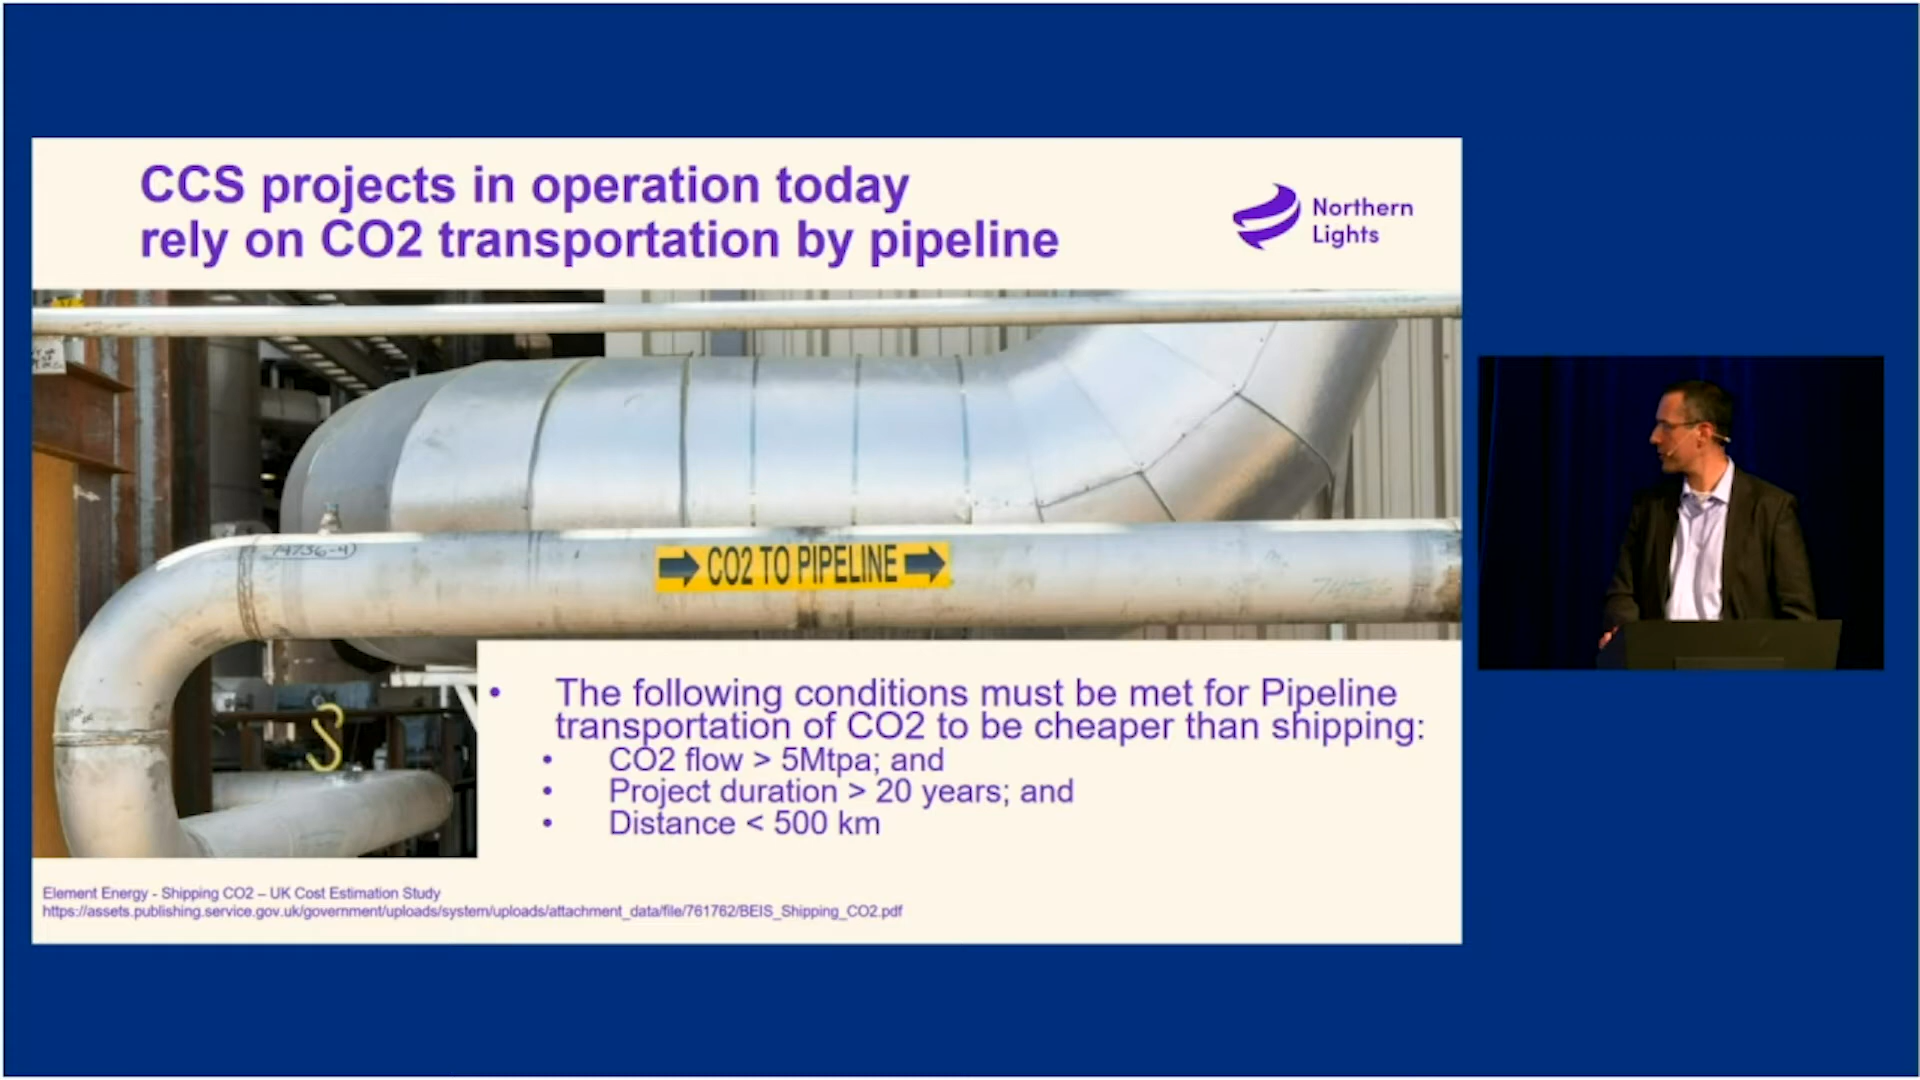 CCS projects in operation today
rely on CO2 transportation by pipeline
Northern
Lights
74736-4
CO2 TO PIPELINE
• The following conditions must be met for Pipeline
transportation of CO2 to be cheaper than shipping:
• CO2 flow > 5Mtpa; and
• Project duration > 20 years; and
• Distance < 500 km
Element Energy - Shipping CO2 – UK Cost Estimation Study
https://assets.publishing.service.gov.uk/government/uploads/system/uploads/attachment_data/file/761762/BEIS_Shipping_CO2.pdf